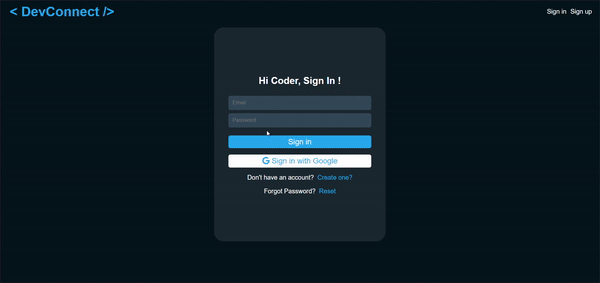 < DevConnect />
Sign in Sign up
Hi Coder, Sign In !
Email
Password
Sign in
Sign in with Google
Don't have an account? Create one?
Forgot Password? Reset